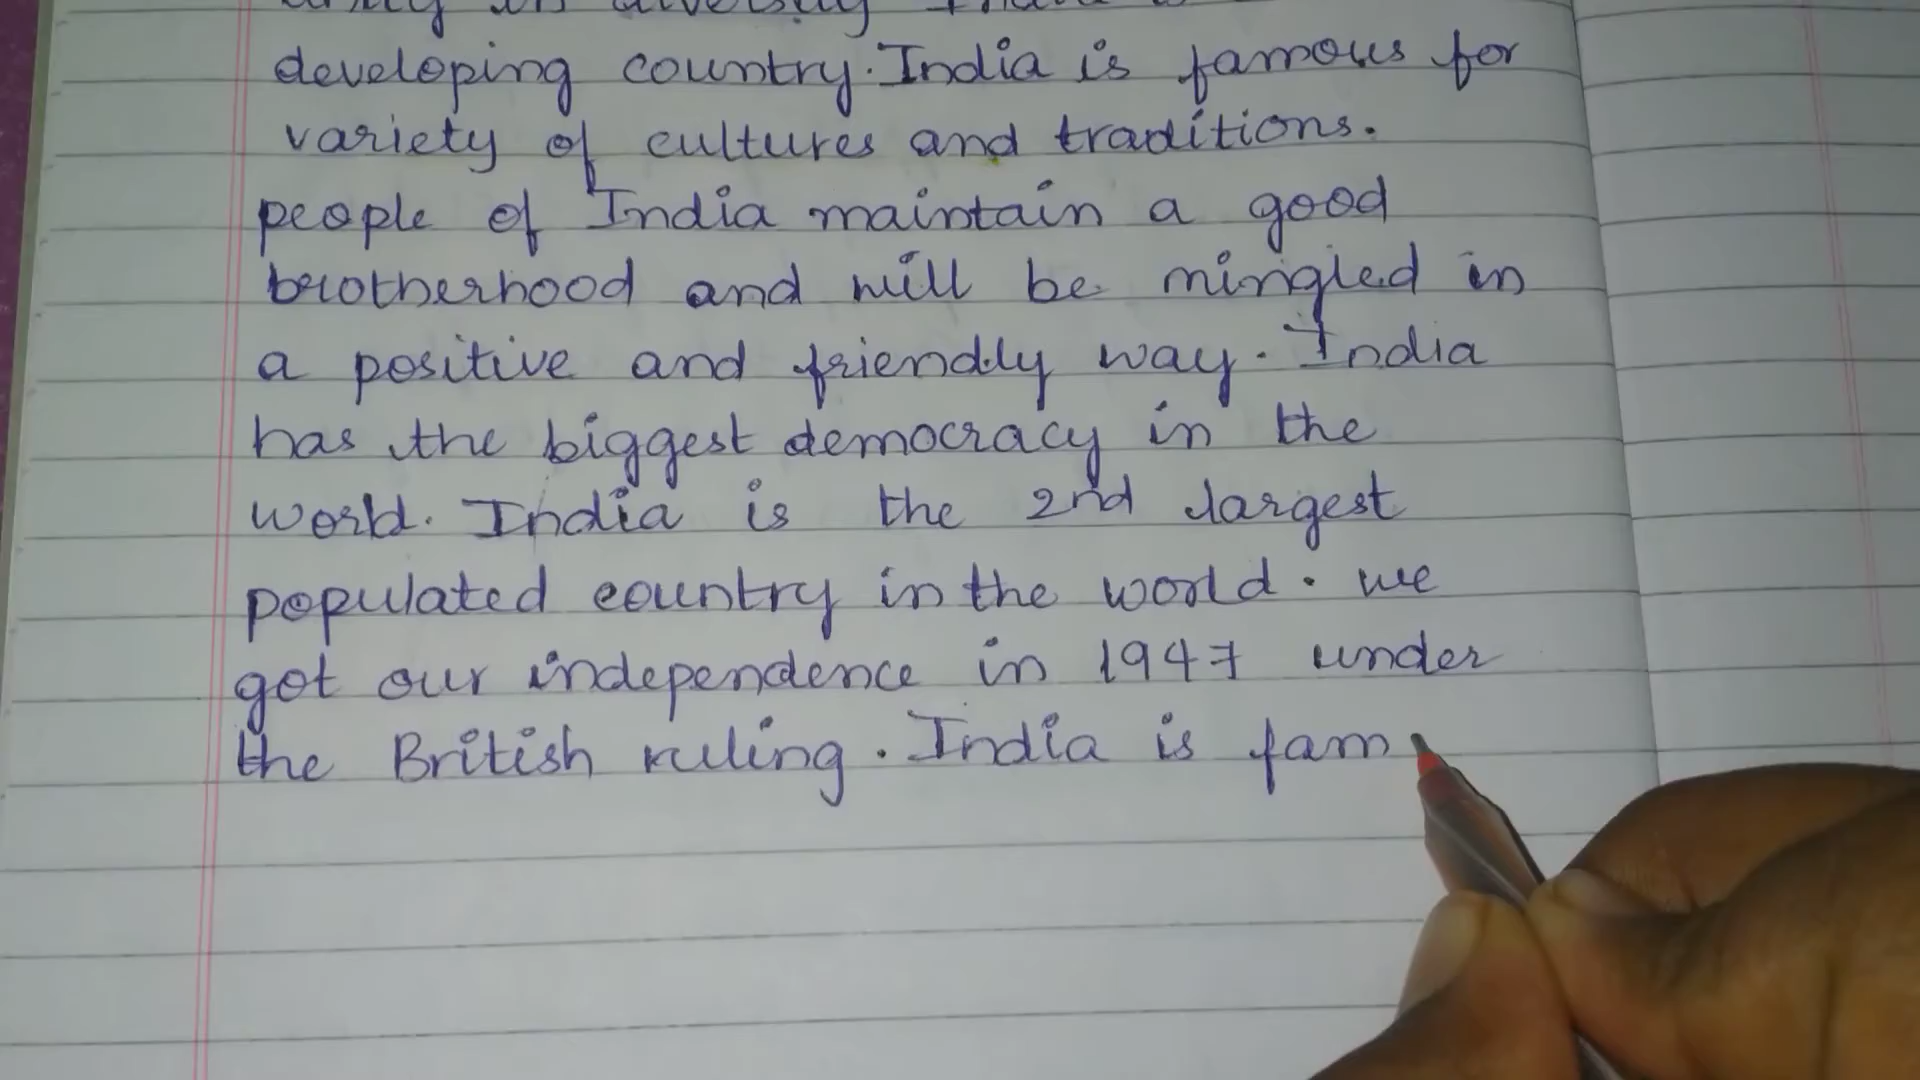 in diversity India
developing country. India is famous for
variety of cultures and traditions.
people of India maintain a good
brotherhood and will be mingled in
a positive and friendly way. India
has the biggest democracy in the
world. India is the 2nd largest
populated country in the world. we
got our independence in 1947 under
the British ruling. India is fam